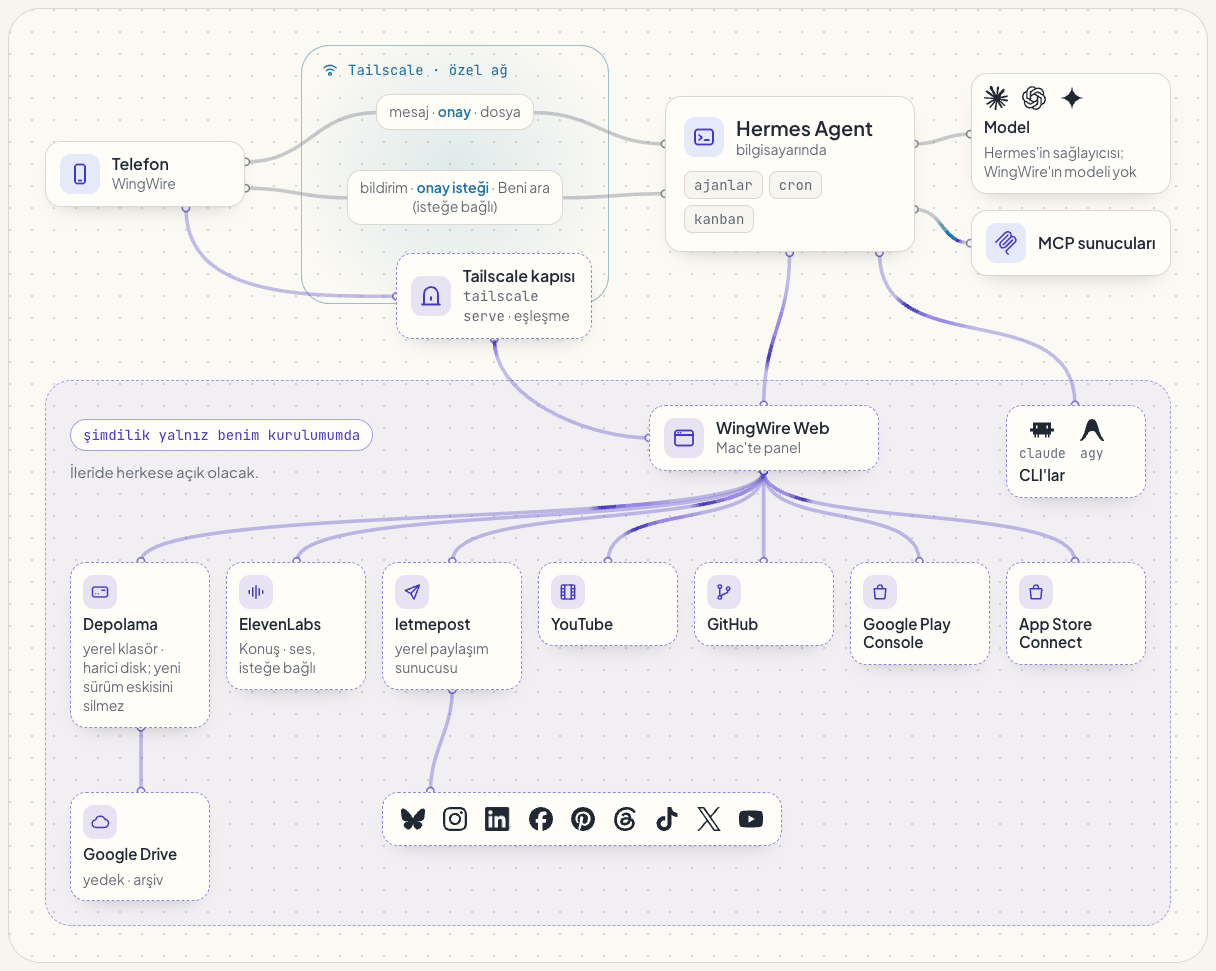 Tailscale · özel ağ
mesaj · onay · dosya
Telefon
WingWire
bildirim · onay isteği · Beni ara
(isteğe bağlı)
Hermes Agent
bilgisayarında
ajanlar
cron
kanban
Model
Hermes'in sağlayıcısı;
WingWire'ın modeli yok
MCP sunucuları
Tailscale kapısı
tailscale
serve · eşleşme
şimdilik yalnız benim kurulumumda
İleride herkese açık olacak.
WingWire Web
Mac'te panel
claude
agy
CLI'lar
Depolama
yerel klasör ·
harici disk; yeni
sürüm eskisini
silmez
ElevenLabs
Konuş · ses,
isteğe bağlı
letmepost
yerel paylaşım
sunucusu
YouTube
GitHub
Google Play
Console
App Store
Connect
Google Drive
yedek · arşiv